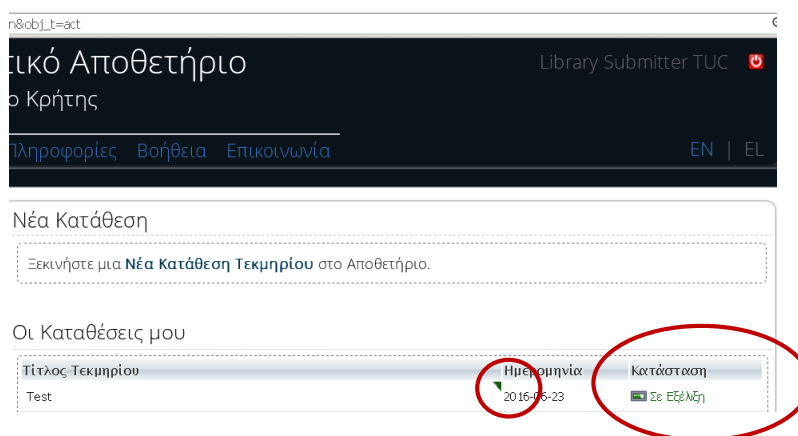 n&obj_t=act
τικό Αποθετήριο
Library Submitter TUC
ο Κρήτης
Πληροφορίες Βοήθεια Επικοινωνία
EN | EL
Νέα Κατάθεση
Ξεκινήστε μια Νέα Κατάθεση Τεκμηρίου στο Αποθετήριο.
Οι Καταθέσεις μου
Τίτλος Τεκμηρίου Ημερομηνία Κατάσταση
Test 2016-06-23 Σε Εξέλιξη